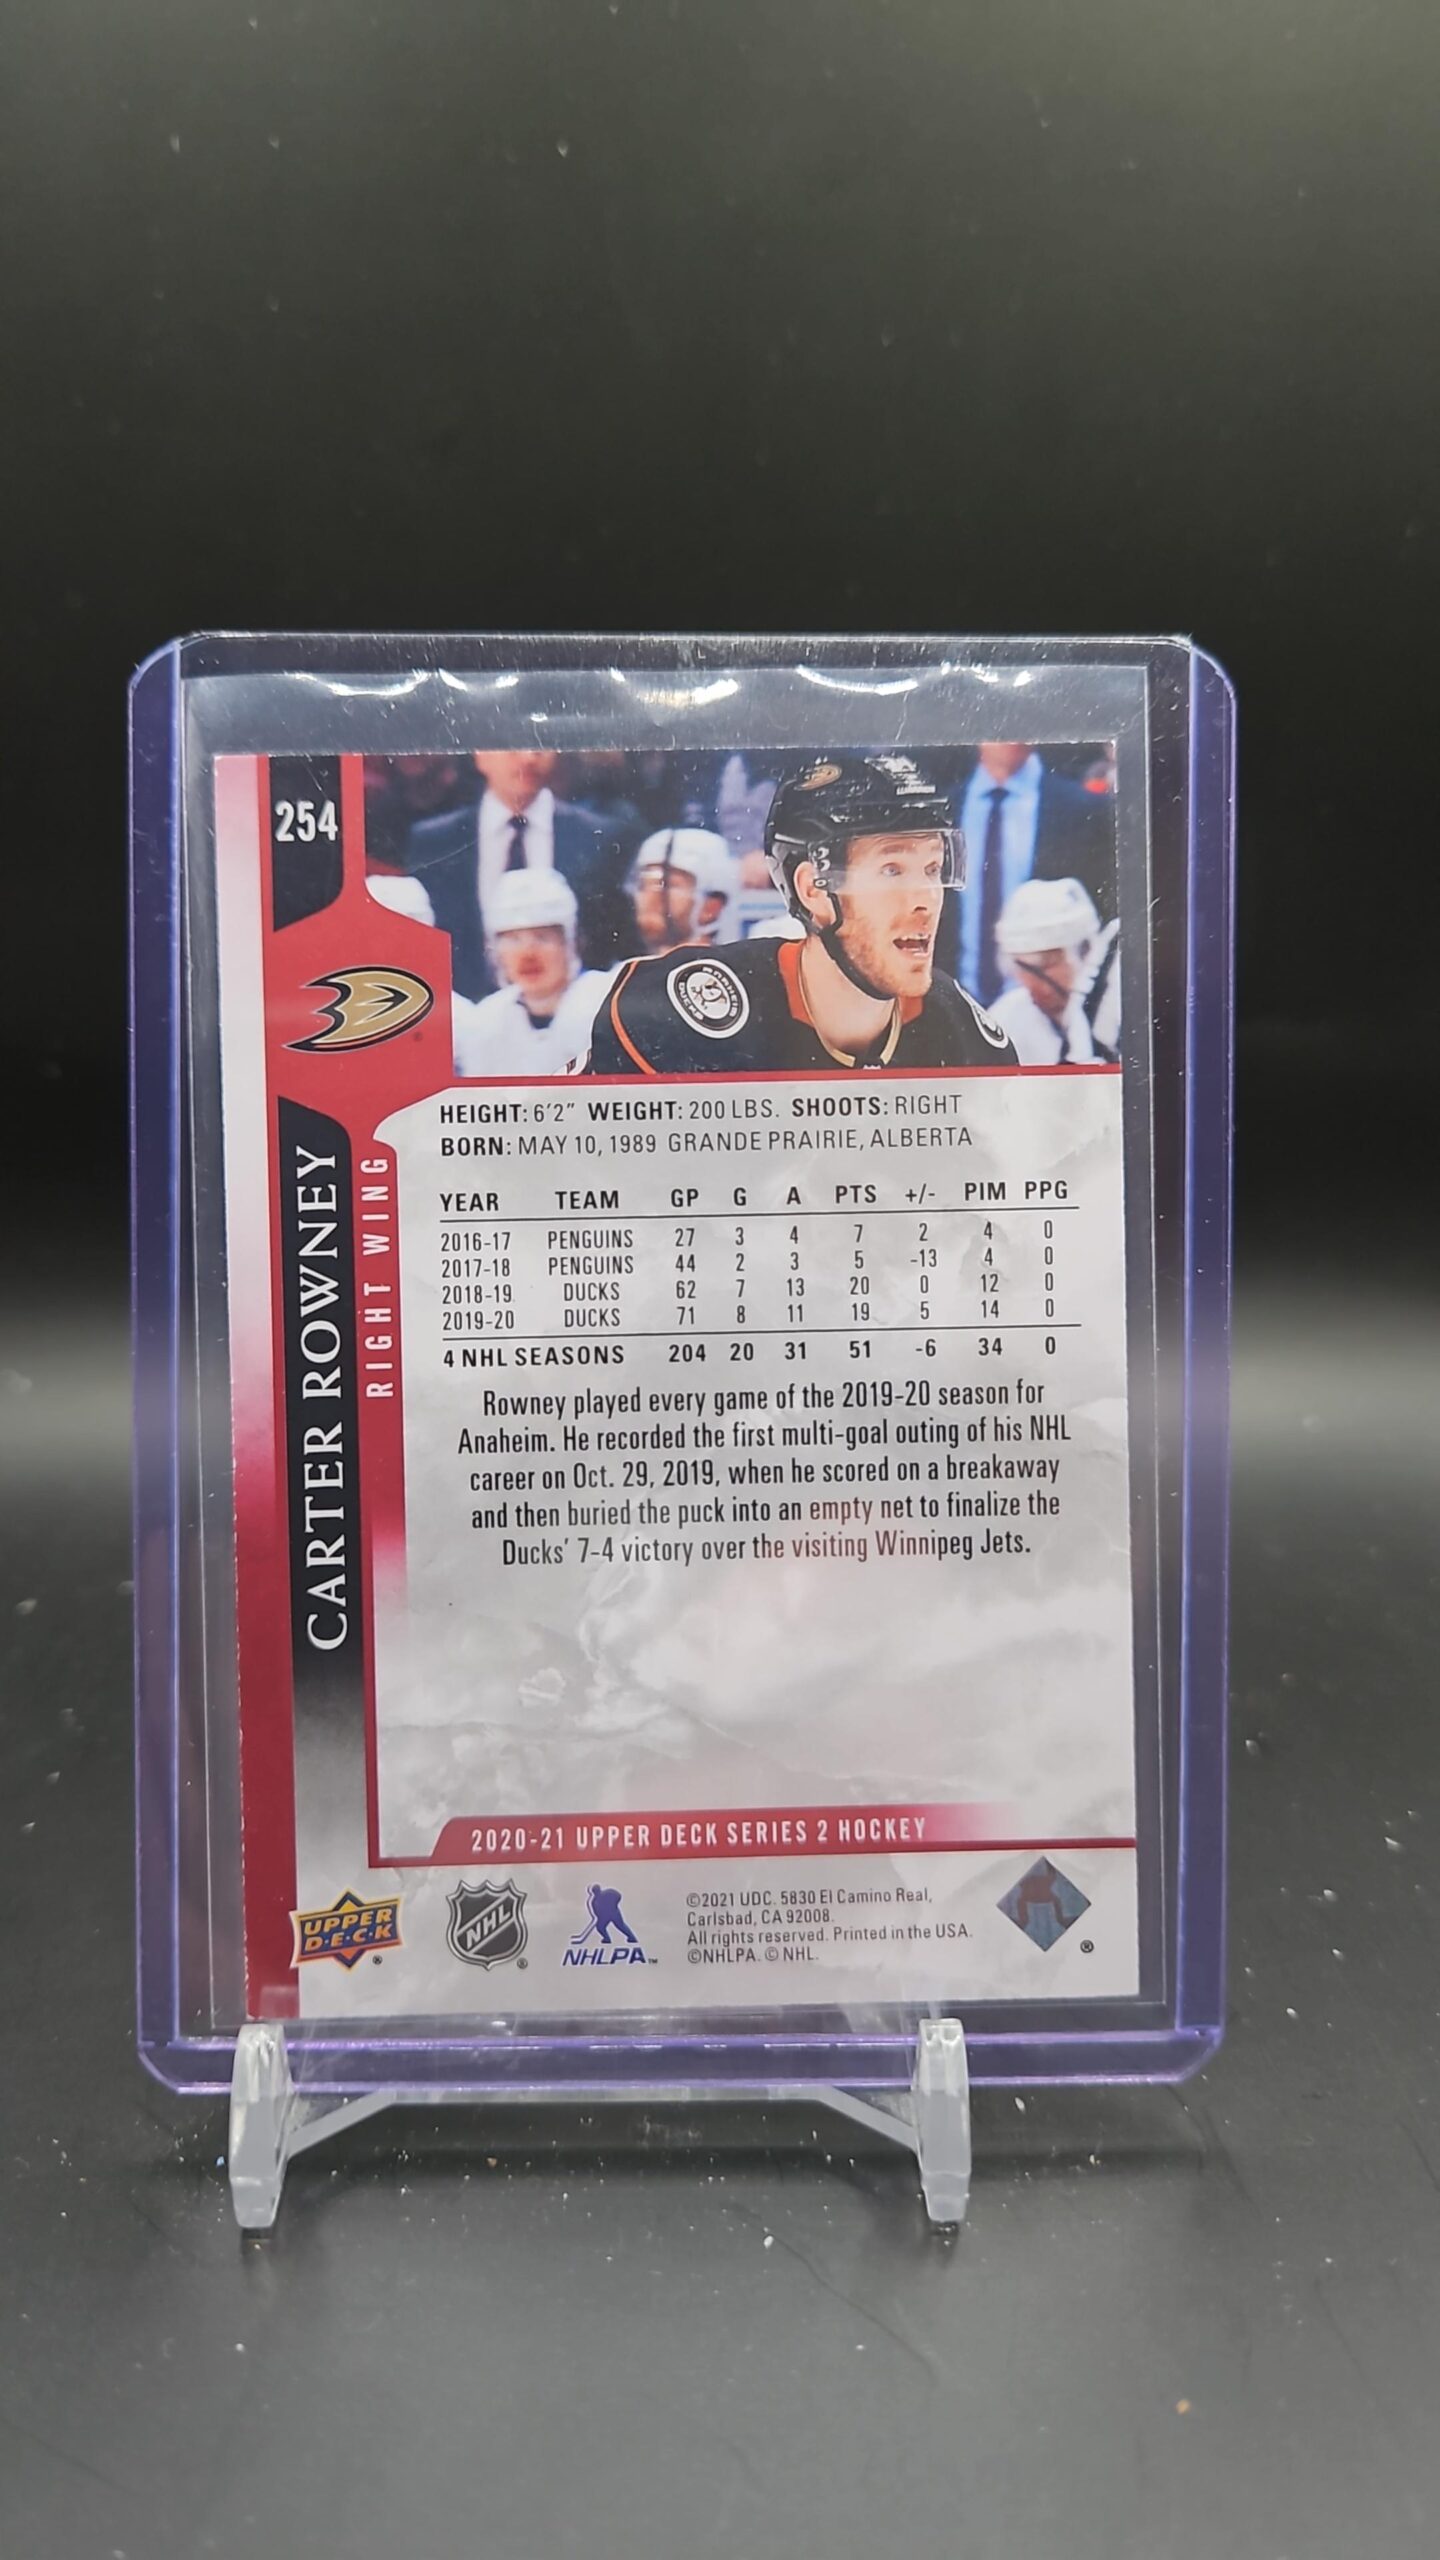 254
HEIGHT: 6'2" WEIGHT: 200 LBS. SHOOTS: RIGHT
BORN: MAY 10, 1989 GRANDE PRAIRIE, ALBERTA
CARTER ROWNEY
RIGHT WING
YEAR TEAM GP G A PTS +/- PIM PPG
2016-17 PENGUINS 27 3 4 7 2 4 0
2017-18 PENGUINS 44 2 3 5 -13 4 0
2018-19 DUCKS 62 7 13 20 0 12 0
2019-20 DUCKS 71 8 11 19 5 14 0
4 NHL SEASONS 204 20 31 51 -6 34 0
Rowney played every game of the 2019-20 season for
Anaheim. He recorded the first multi-goal outing of his NHL
career on Oct. 29, 2019, when he scored on a breakaway
and then buried the puck into an empty net to finalize the
Ducks' 7-4 victory over the visiting Winnipeg Jets.
2020-21 UPPER DECK SERIES 2 HOCKEY
UPPER
D·E·C·K
®
NHL
®
NHLPA™
©2021 UDC. 5830 El Camino Real,
Carlsbad, CA 92008.
All rights reserved. Printed in the USA.
©NHLPA. © NHL.
®